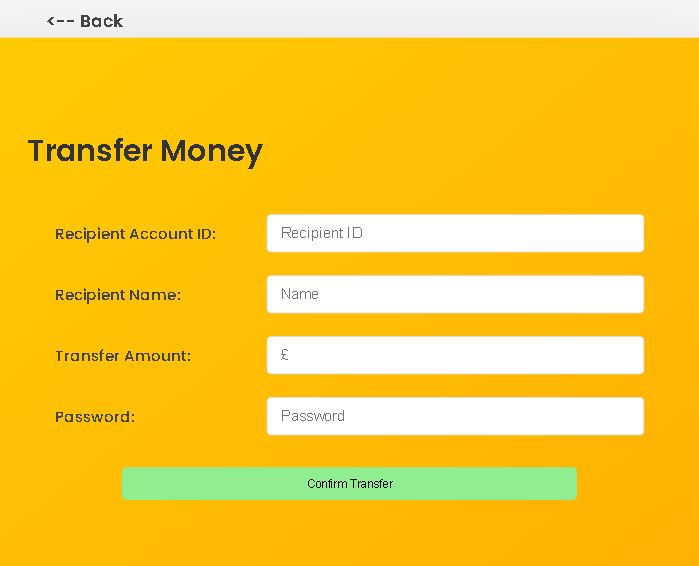 <-- Back
Transfer Money
Recipient Account ID: Recipient ID
Recipient Name: Name
Transfer Amount: £
Password: Password
Confirm Transfer